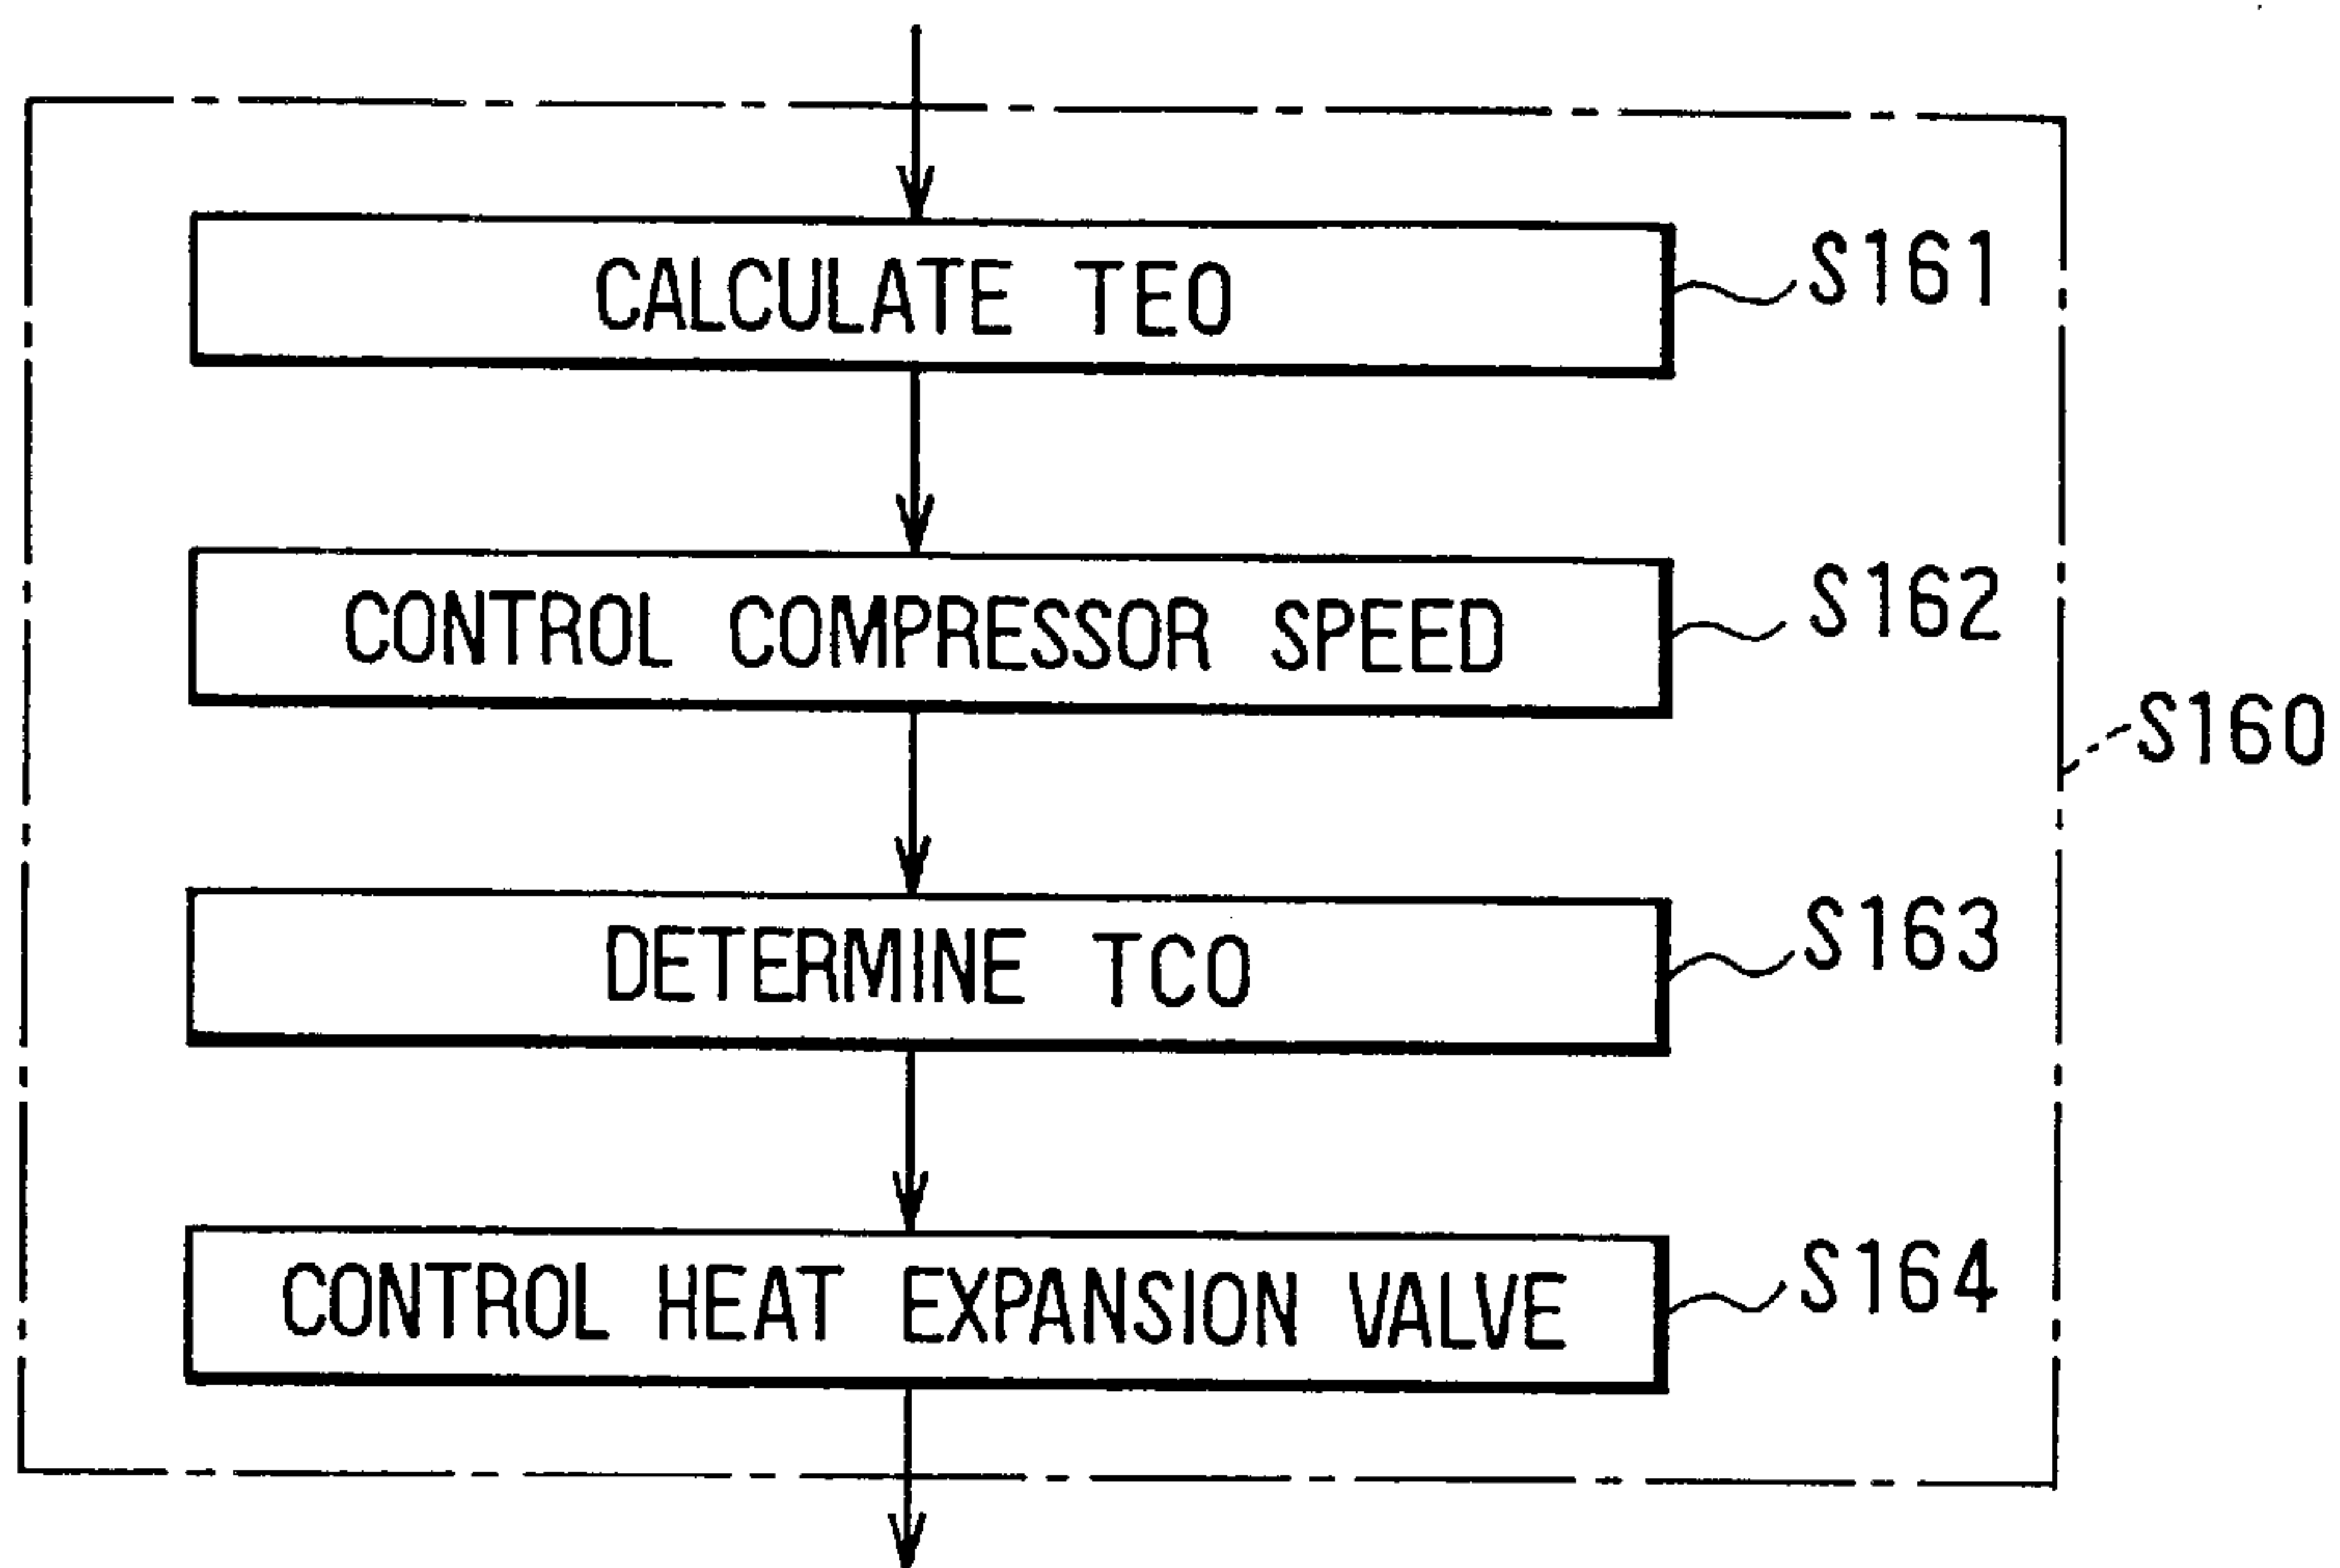 CALCULATE TEO
S161
CONTROL COMPRESSOR SPEED
S162
S160
DETERMINE TCO
S163
CONTROL HEAT EXPANSION VALVE
S164